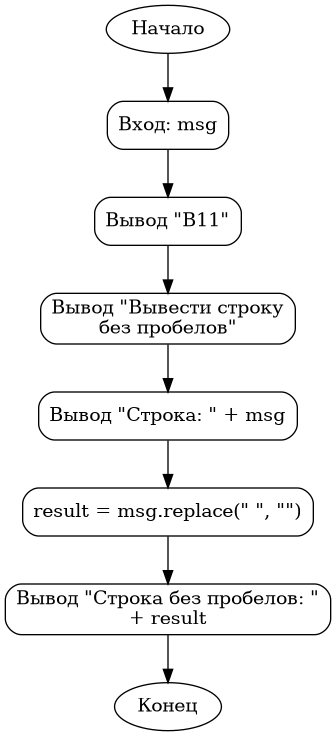 Начало
Вход: msg
Вывод "В11"
Вывод "Вывести строку
без пробелов"
Вывод "Строка: " + msg
result = msg.replace(" ", "")
Вывод "Строка без пробелов: "
+ result
Конец